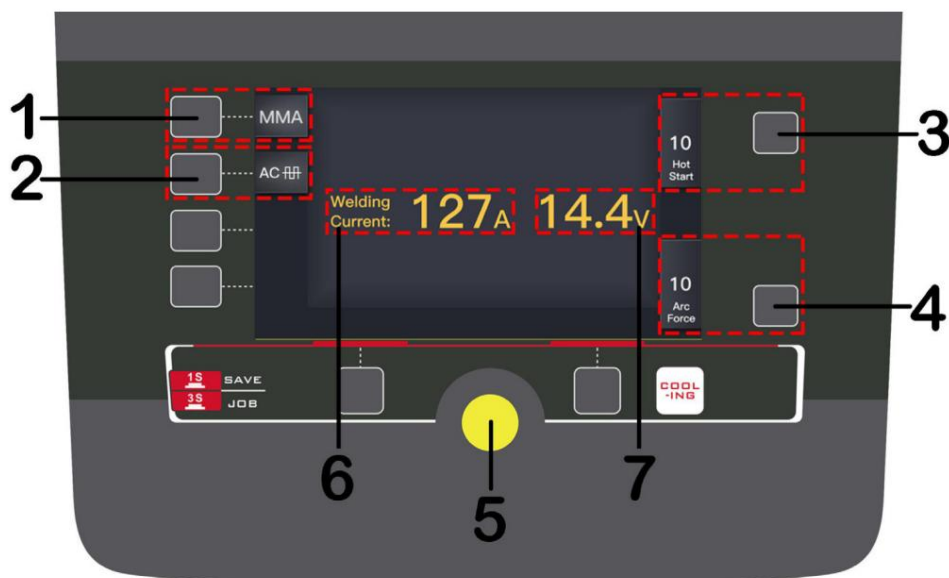 1
MMA
2
AC
10
Hot
Start
3
Welding
Current:
127A
14.4V
10
Arc
Force
4
1S SAVE
3S JOB
COOL
-ING
6
5
7